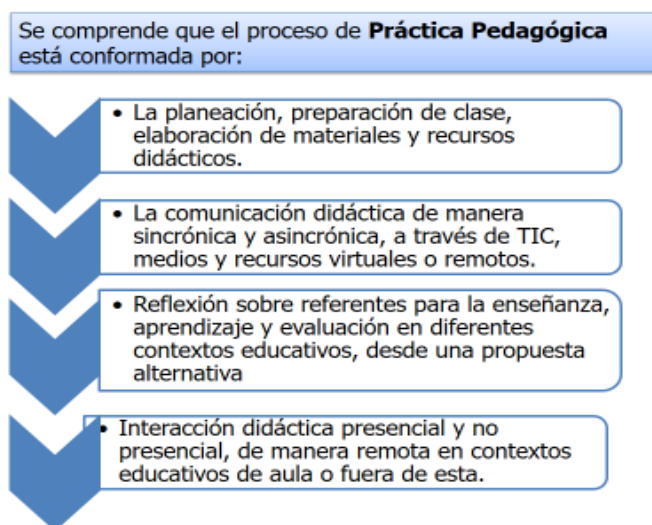 Se comprende que el proceso de Práctica Pedagógica
está conformada por:
• La planeación, preparación de clase,
elaboración de materiales y recursos
didácticos.
• La comunicación didáctica de manera
sincrónica y asincrónica, a través de TIC,
medios y recursos virtuales o remotos.
• Reflexión sobre referentes para la enseñanza,
aprendizaje y evaluación en diferentes
contextos educativos, desde una propuesta
alternativa
• Interacción didáctica presencial y no
presencial, de manera remota en contextos
educativos de aula o fuera de esta.